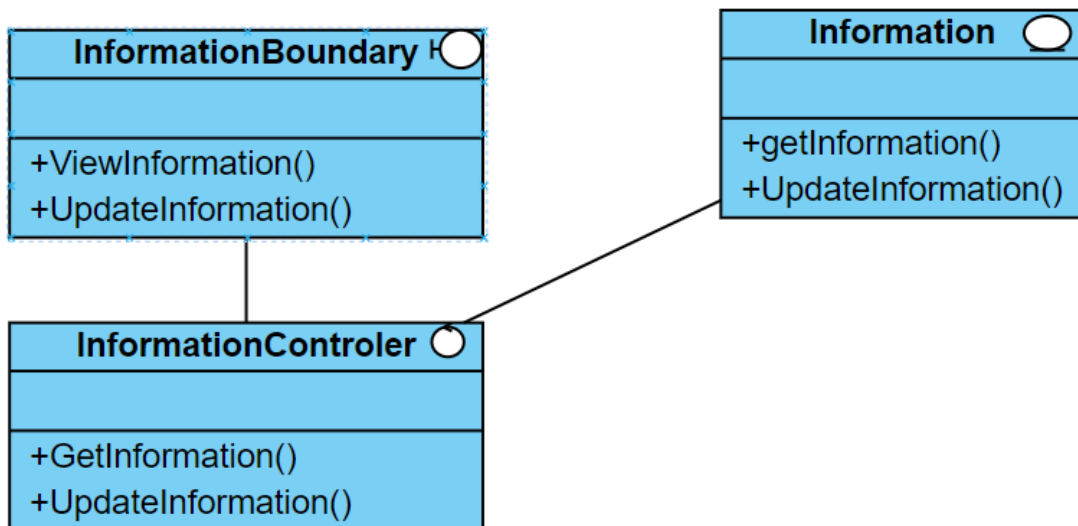 InformationBoundary
+ViewInformation()
+UpdateInformation()
Information
+getInformation()
+UpdateInformation()
InformationControler
+GetInformation()
+UpdateInformation()